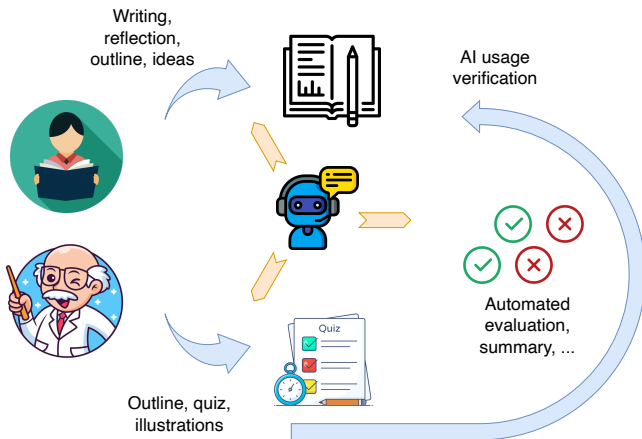 Writing,
reflection,
outline, ideas
AI usage
verification
Automated
evaluation,
summary, ...
Quiz
Outline, quiz,
illustrations